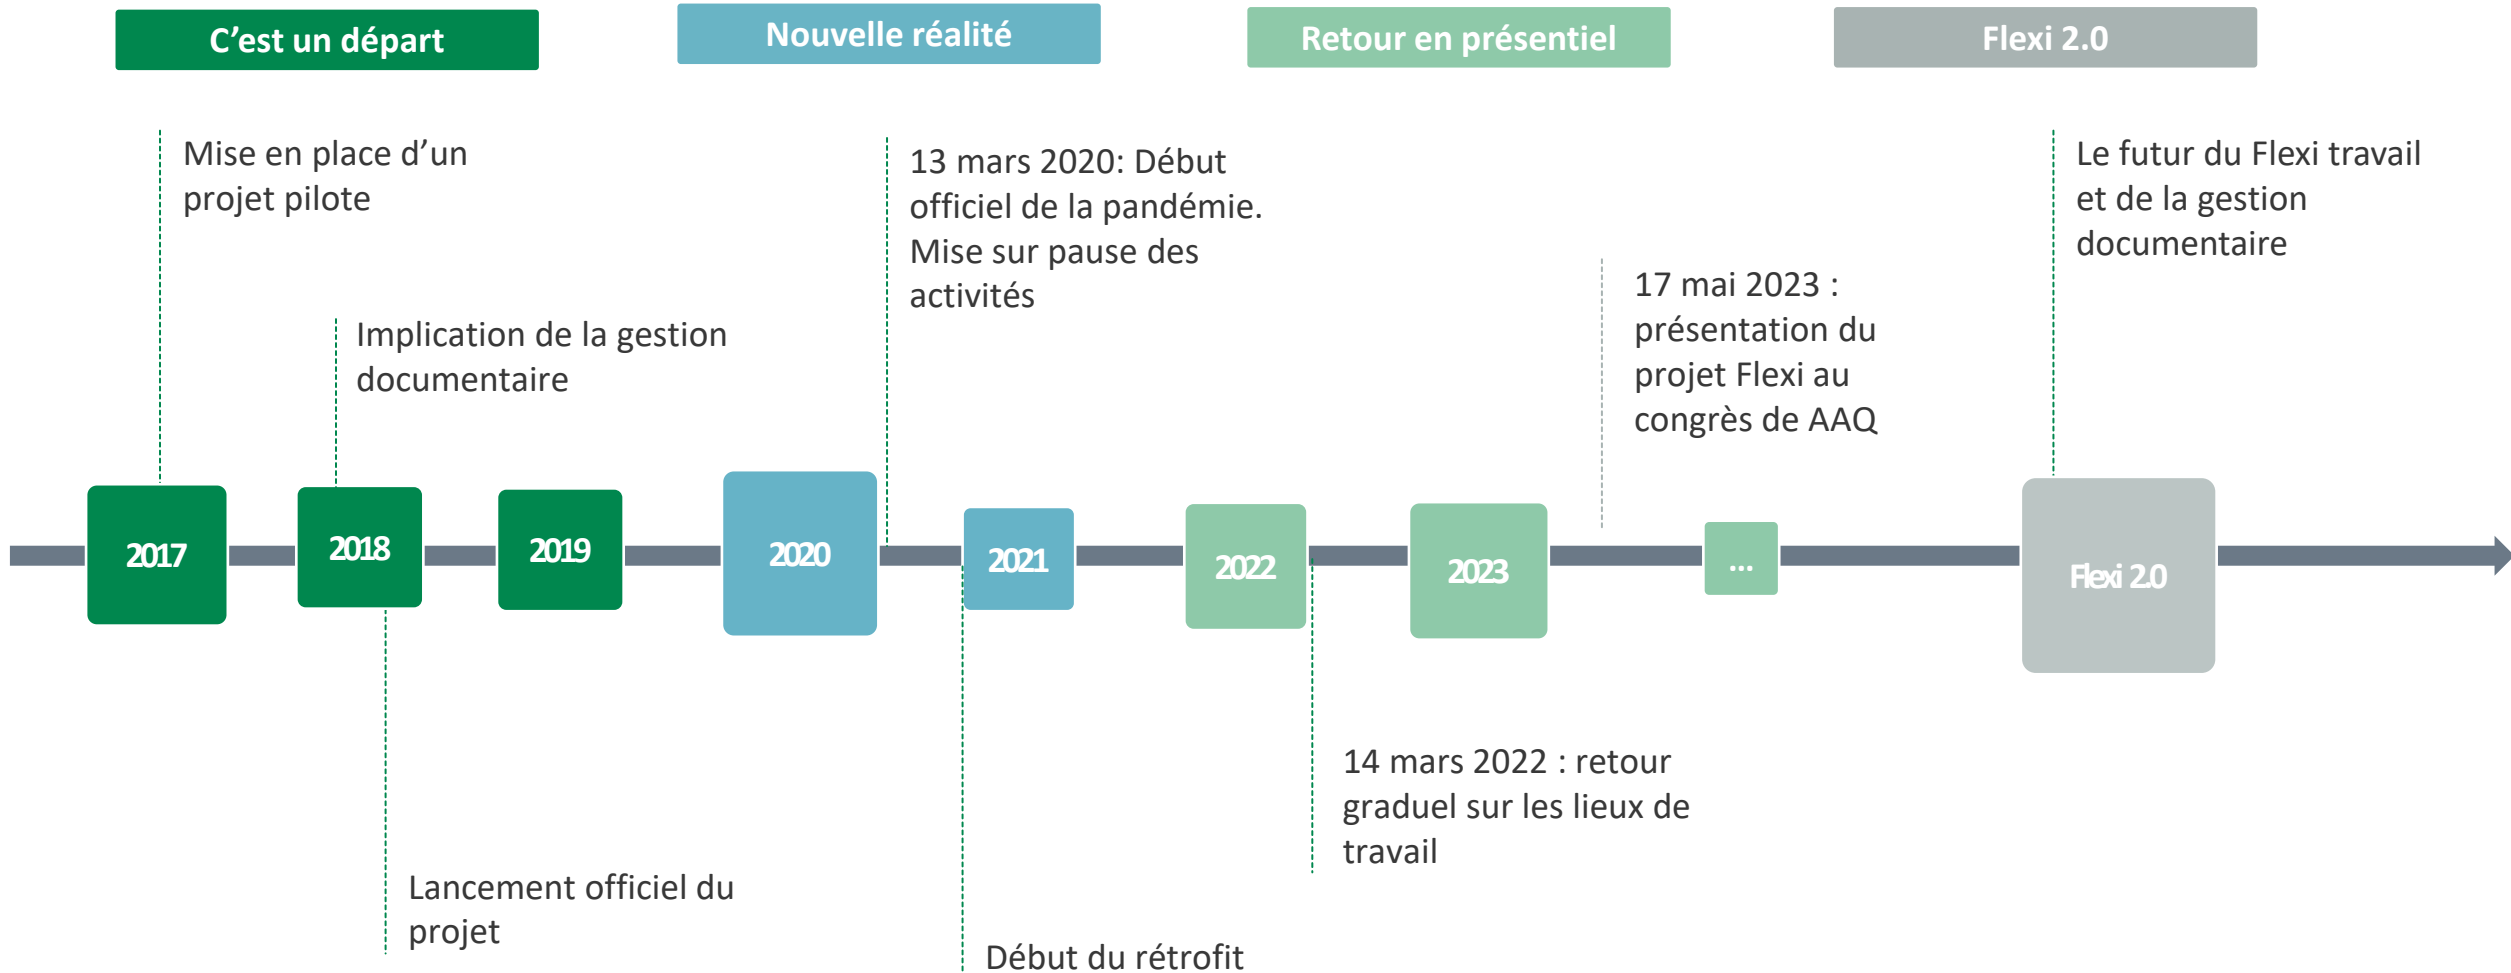 C’est un départ
Nouvelle réalité
Retour en présentiel
Flexi 2.0
Mise en place d’un
projet pilote
Implication de la gestion
documentaire
13 mars 2020: Début
officiel de la pandémie.
Mise sur pause des
activités
17 mai 2023 :
présentation du
projet Flexi au
congrès de AAQ
Le futur du Flexi travail
et de la gestion
documentaire
2017
2018
2019
2020
2021
2022
2023
...
Flexi 2.0
Lancement officiel du
projet
Début du rétrofit
14 mars 2022 : retour
graduel sur les lieux de
travail